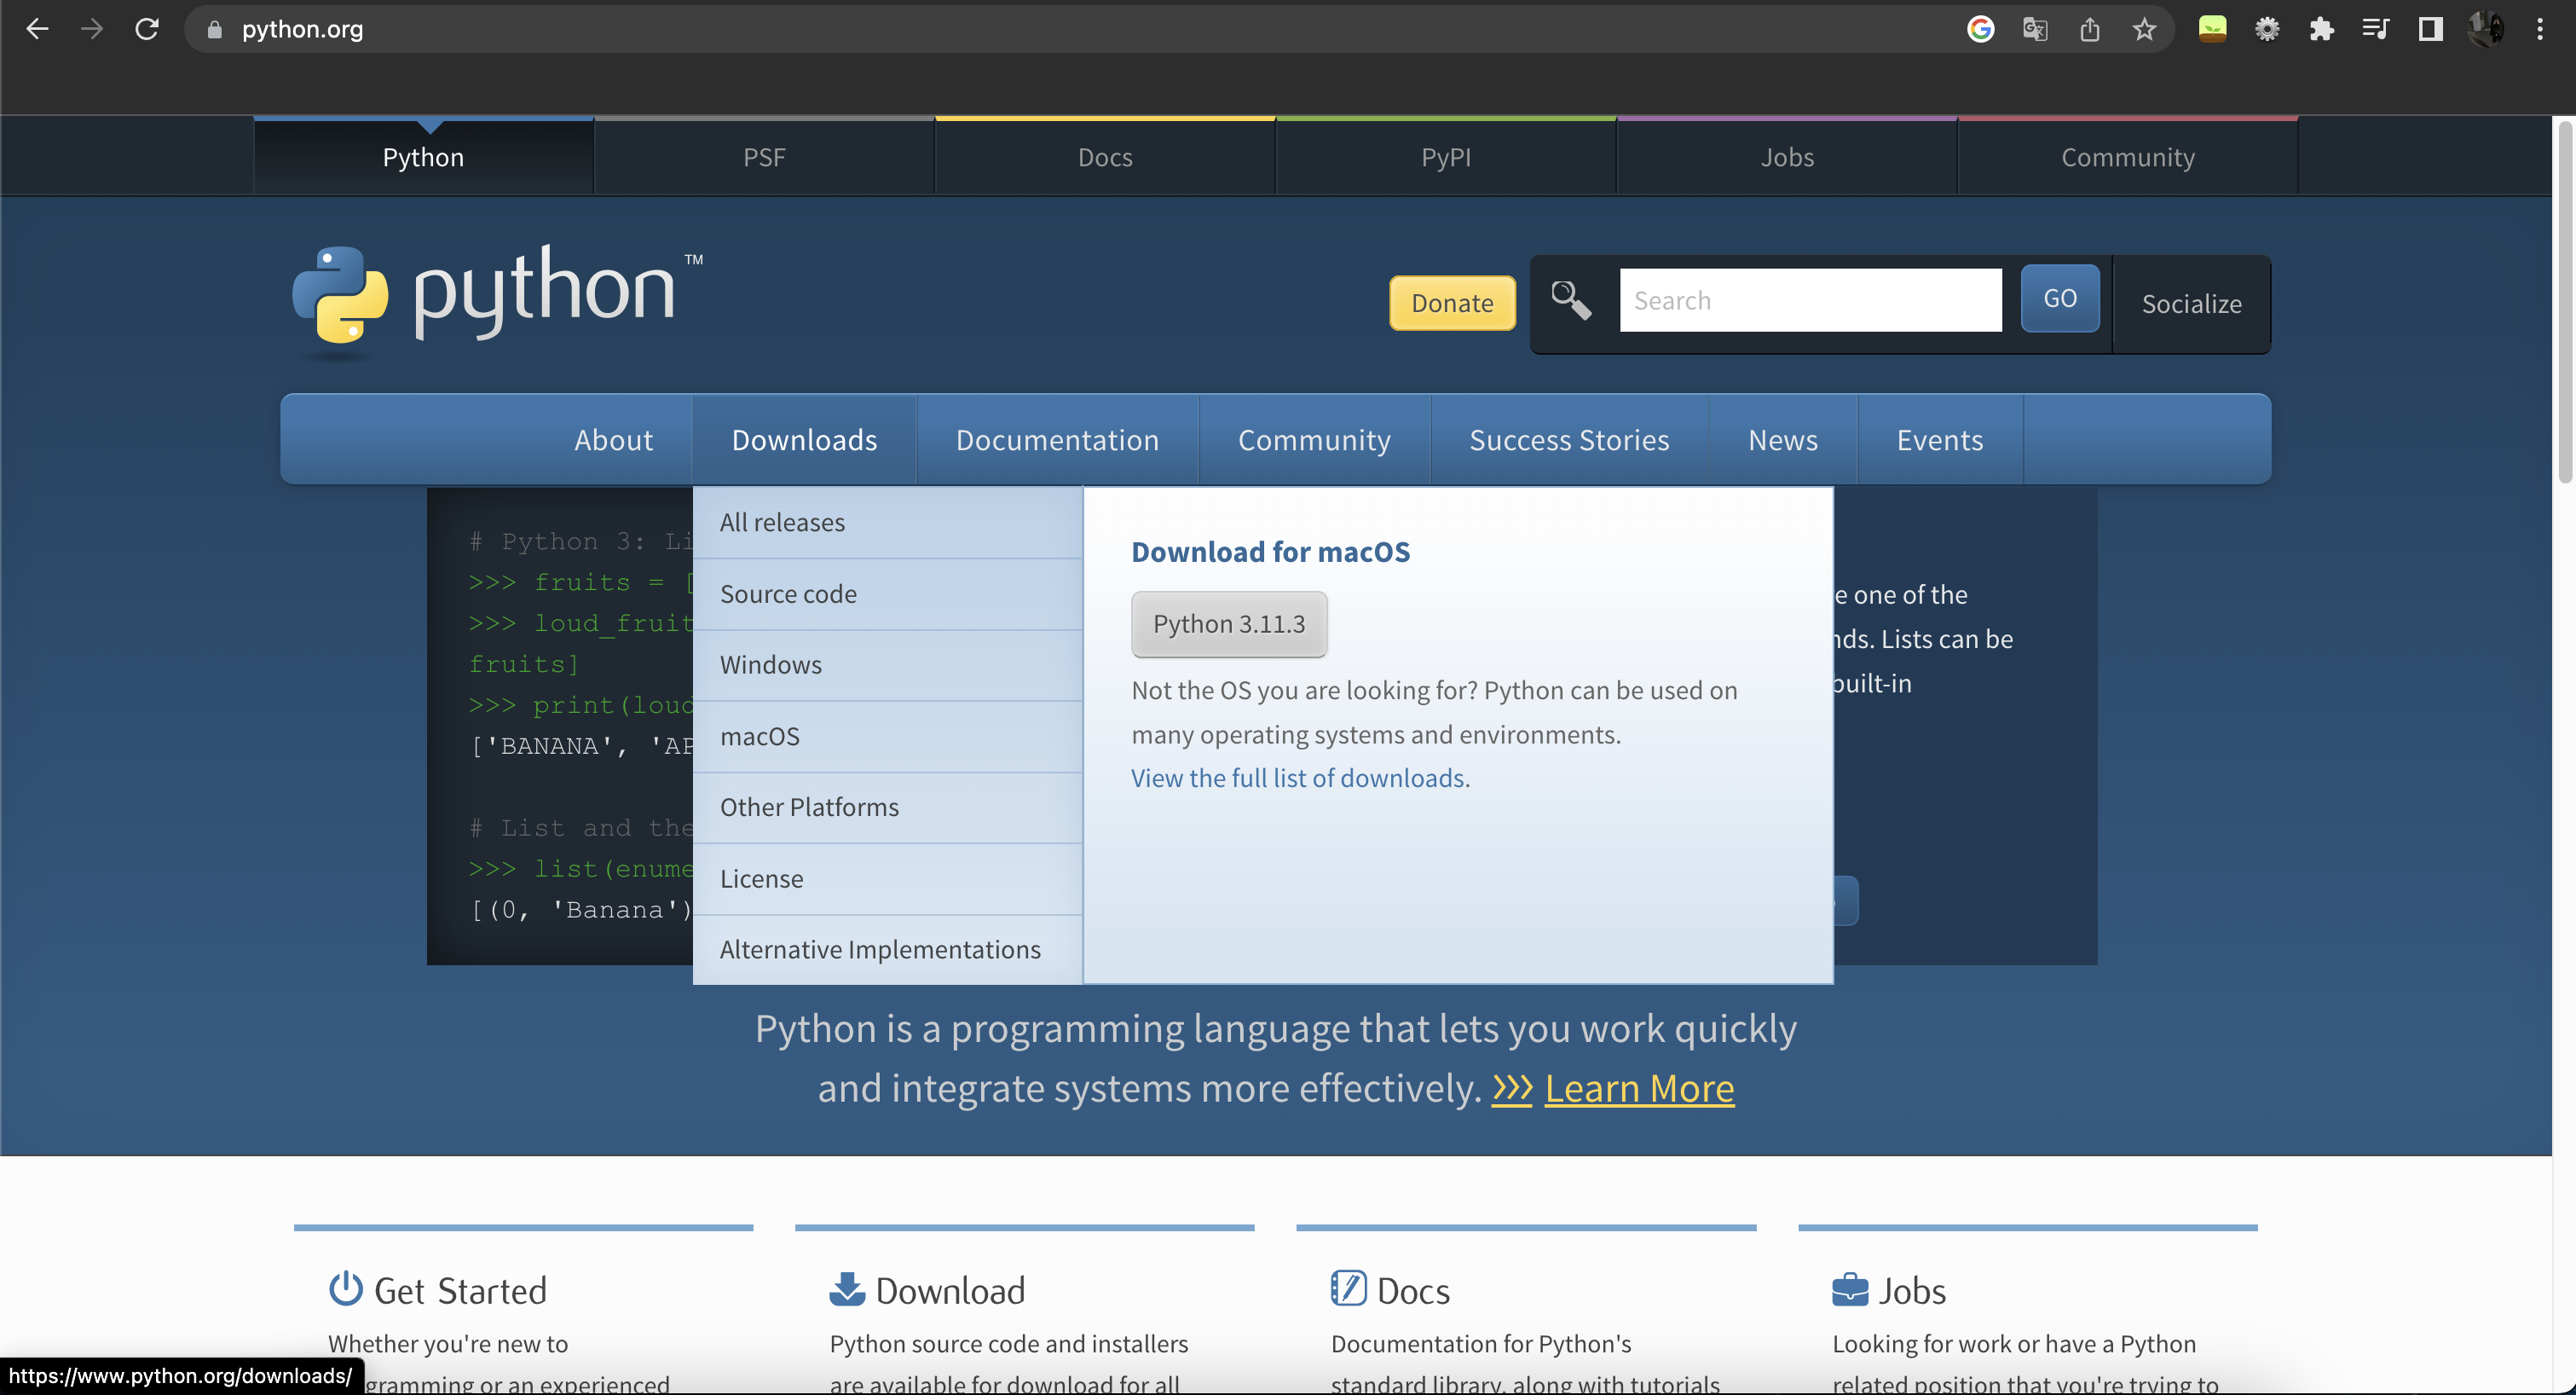 python.org
Python
PSF
Docs
PyPI
Jobs
Community
python™
Donate
Search
GO
Socialize
About
Downloads
Documentation
Community
Success Stories
News
Events
# Python 3: Li
>>> fruits = [
>>> loud_fruit
fruits]
>>> print(loud
['BANANA', 'AP
# List and the
>>> list(enume
[(0, 'Banana')
All releases
Source code
Windows
macOS
Other Platforms
License
Alternative Implementations
Download for macOS
Python 3.11.3
Not the OS you are looking for? Python can be used on
many operating systems and environments.
View the full list of downloads.
e one of the
nds. Lists can be
built-in
Python is a programming language that lets you work quickly
and integrate systems more effectively. >>> Learn More
Get Started
Whether you're new to
gramming or an experienced
Download
Python source code and installers
are available for download for all
Docs
Documentation for Python's
standard library, along with tutorials
Jobs
Looking for work or have a Python
related position that you're trying to
https://www.python.org/downloads/